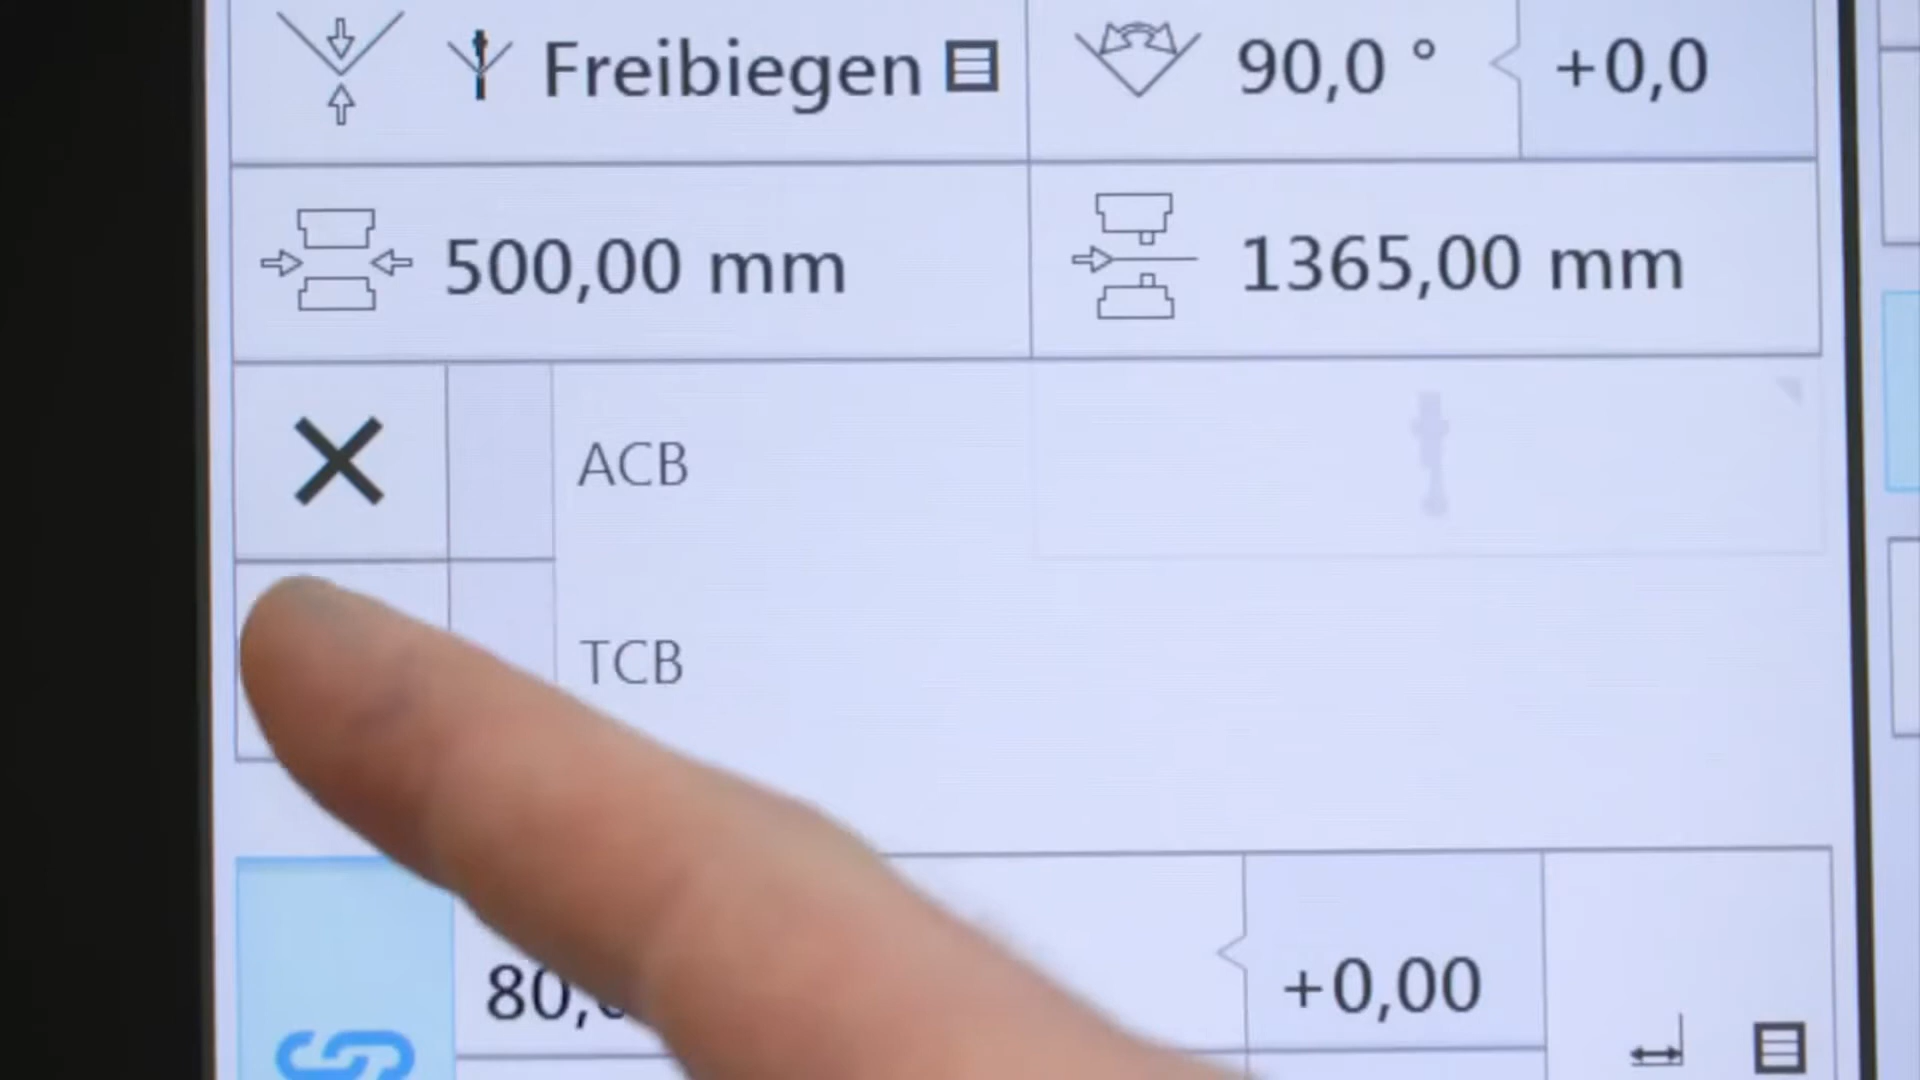 Freibiegen 90,0 ° +0,0
500,00 mm 1365,00 mm
ACB
TCB
+0,00